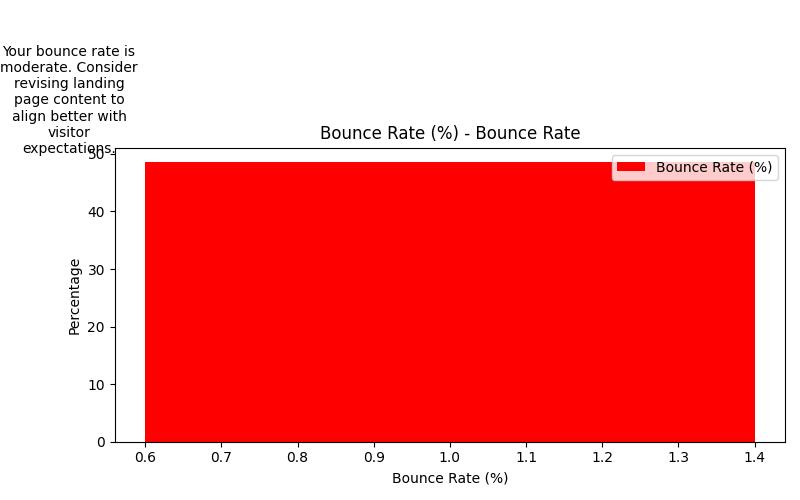 Your bounce rate is
moderate. Consider
revising landing
page content to
align better with
visitor
expectations.
Bounce Rate (%) - Bounce Rate
Bounce Rate (%)
50
40
30
20
10
0
Percentage
0.6 0.7 0.8 0.9 1.0 1.1 1.2 1.3 1.4
Bounce Rate (%)